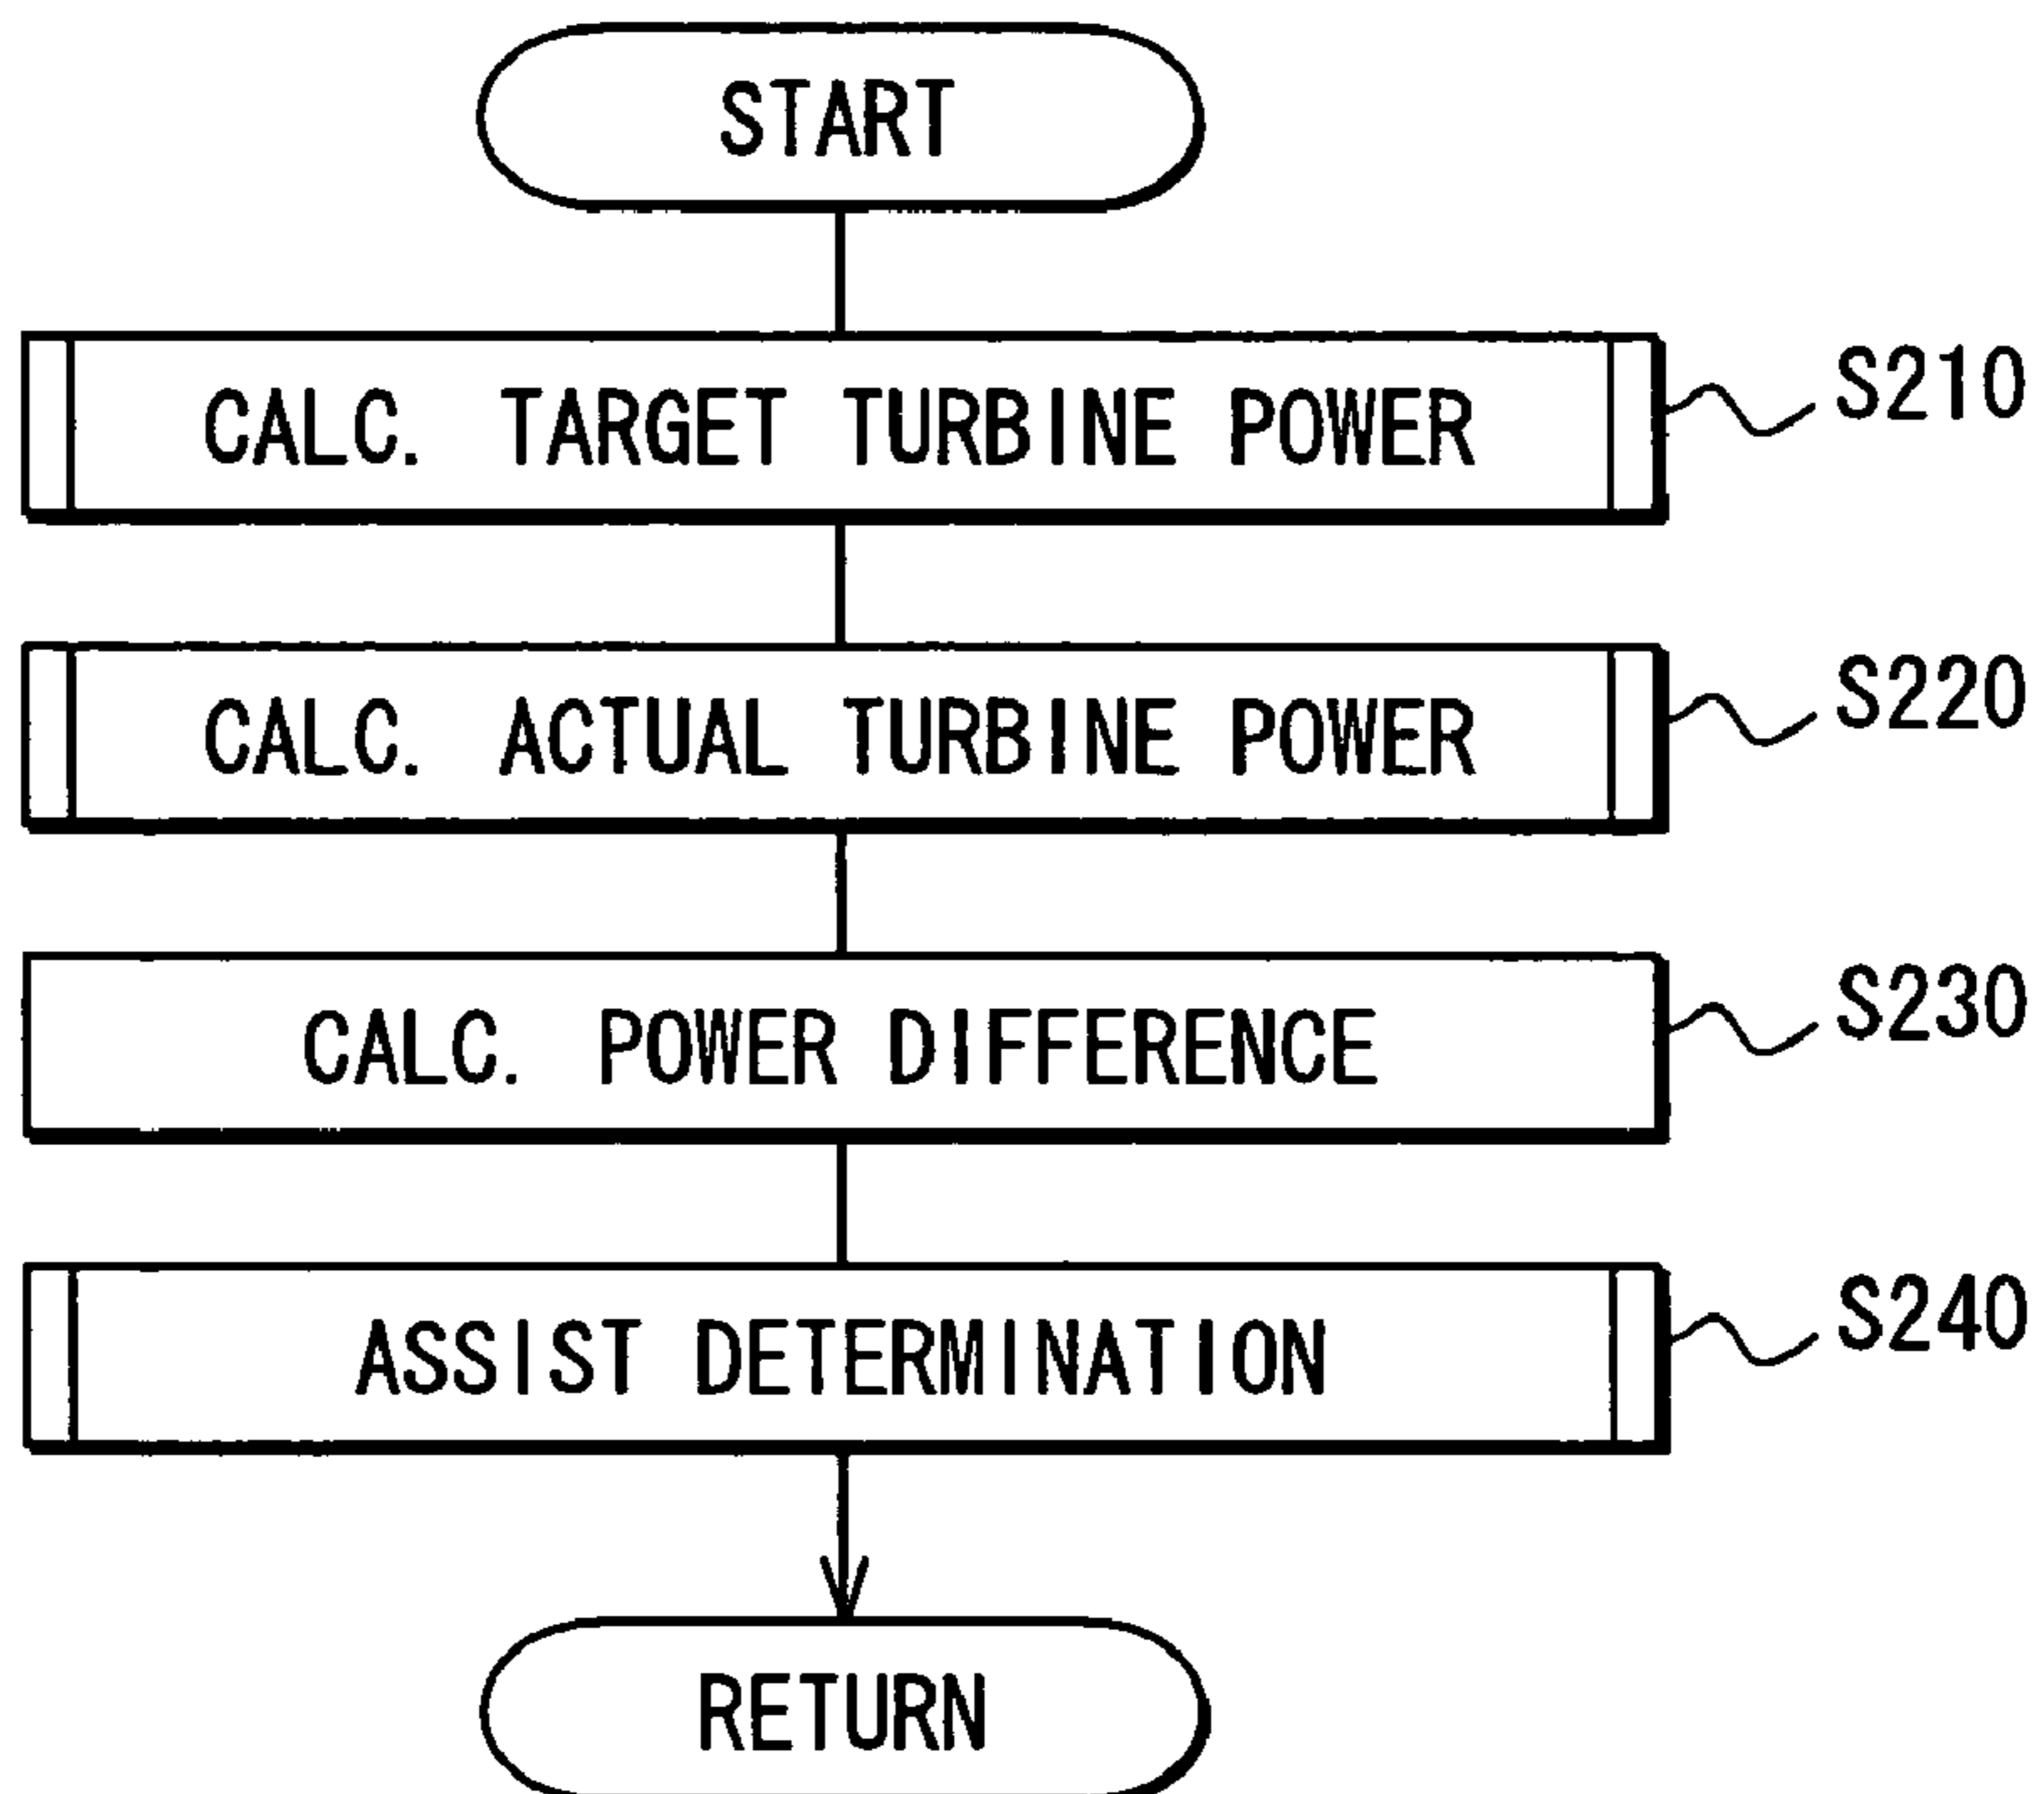 START
CALC. TARGET TURBINE POWER S210
CALC. ACTUAL TURBINE POWER S220
CALC. POWER DIFFERENCE S230
ASSIST DETERMINATION S240
RETURN